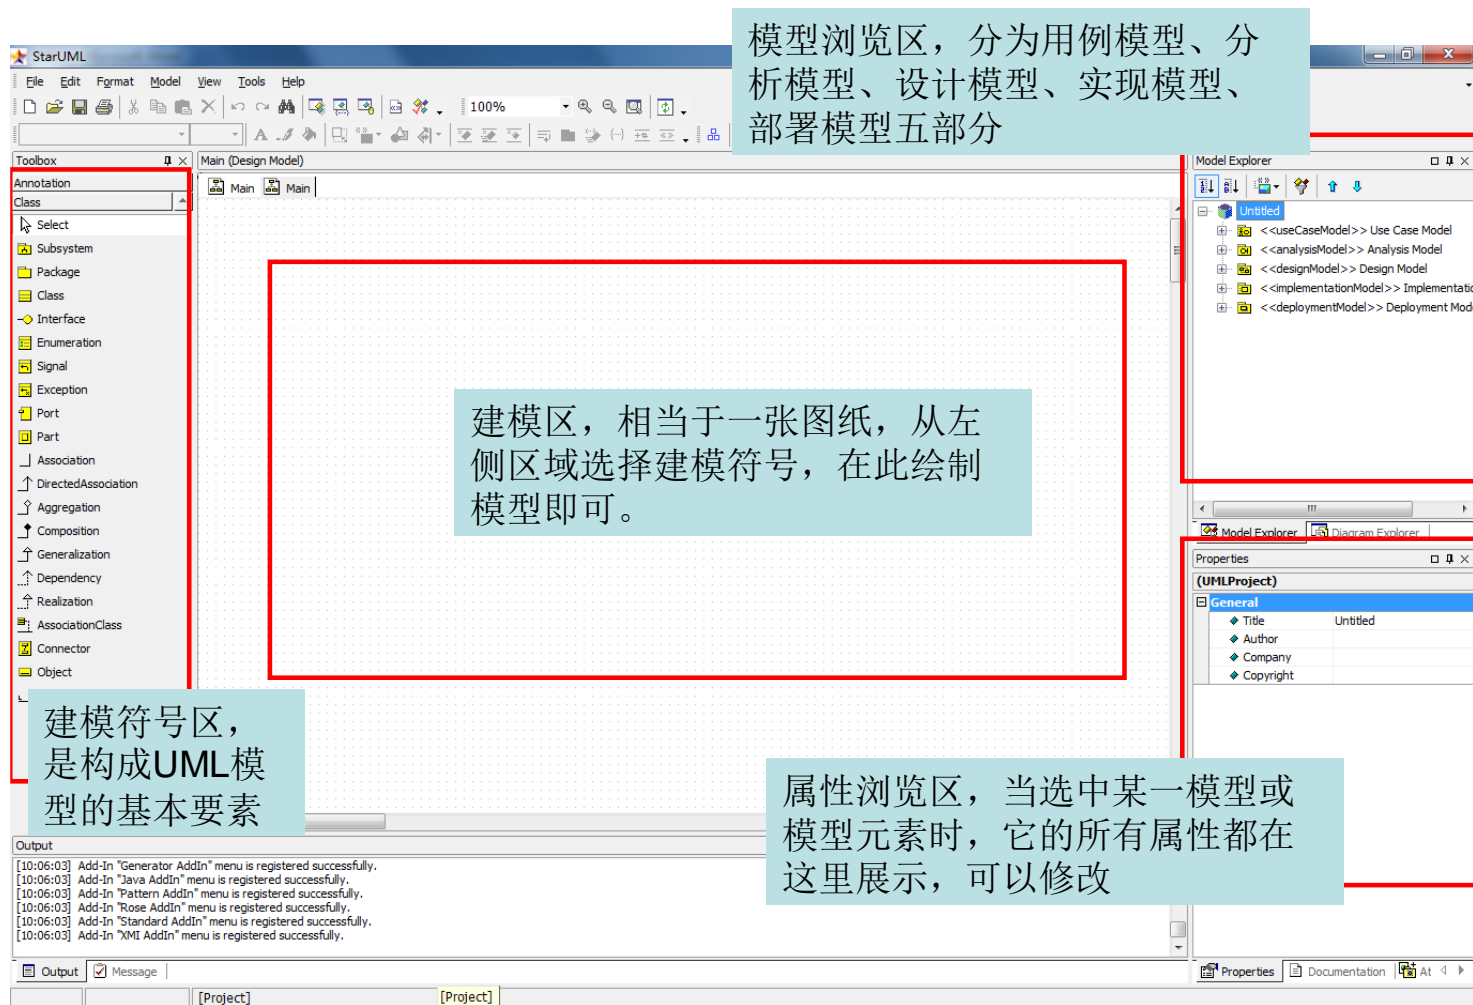 模型浏览区，分为用例模型、分
析模型、设计模型、实现模型、
部署模型五部分
StarUML
File Edit Format Model View Tools Help
100%
Toolbox
Main (Design Model)
Model Explorer
Annotation
Class
Main Main
Select
Subsystem
Package
Class
Interface
Enumeration
Signal
Exception
Port
Part
Association
DirectedAssociation
Aggregation
Composition
Generalization
Dependency
Realization
AssociationClass
Connector
Object
建模符号区，
是构成UML模
型的基本要素
建模区，相当于一张图纸，从左
侧区域选择建模符号，在此绘制
模型即可。
Untitled
<<useCaseModel>> Use Case Model
<<analysisModel>> Analysis Model
<<designModel>> Design Model
<<implementationModel>> Implementatio
<<deploymentModel>> Deployment Mod
Model Explorer Diagram Explorer
Properties
(UMLProject)
General
Title Untitled
Author
Company
Copyright
属性浏览区，当选中某一模型或
模型元素时，它的所有属性都在
这里展示，可以修改
Output
[10:06:03] Add-In "Generator AddIn" menu is registered successfully.
[10:06:03] Add-In "Java AddIn" menu is registered successfully.
[10:06:03] Add-In "Pattern AddIn" menu is registered successfully.
[10:06:03] Add-In "Rose AddIn" menu is registered successfully.
[10:06:03] Add-In "Standard AddIn" menu is registered successfully.
[10:06:03] Add-In "XMI AddIn" menu is registered successfully.
Output Message
Properties Documentation At
[Project] [Project]